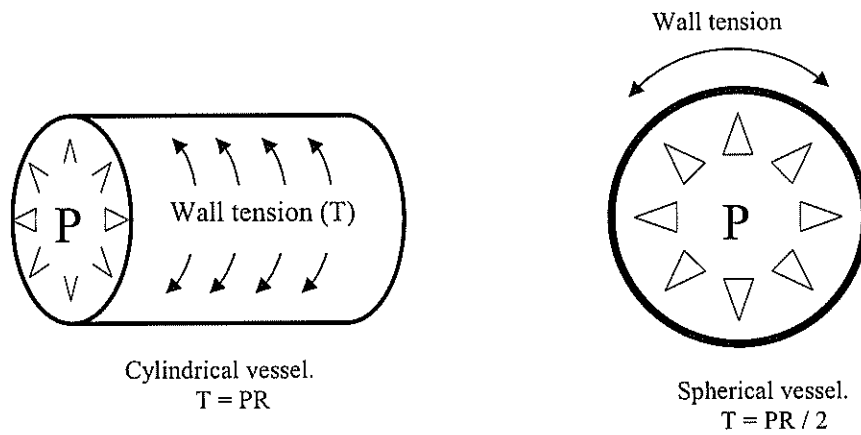 Wall tension
P
Wall tension (T)
P
Cylindrical vessel.
T = PR
Spherical vessel.
T = PR / 2